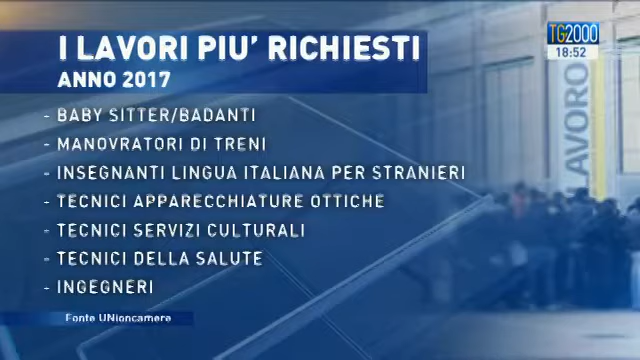 I LAVORI PIU' RICHIESTI
ANNO 2017
TG2000
18:52
LAVORO
- BABY SITTER/BADANTI
- MANOVRATORI DI TRENI
- INSEGNANTI LINGUA ITALIANA PER STRANIERI
- TECNICI APPARECCHIATURE OTTICHE
- TECNICI SERVIZI CULTURALI
- TECNICI DELLA SALUTE
- INGEGNERI
Fonte UNioncamere